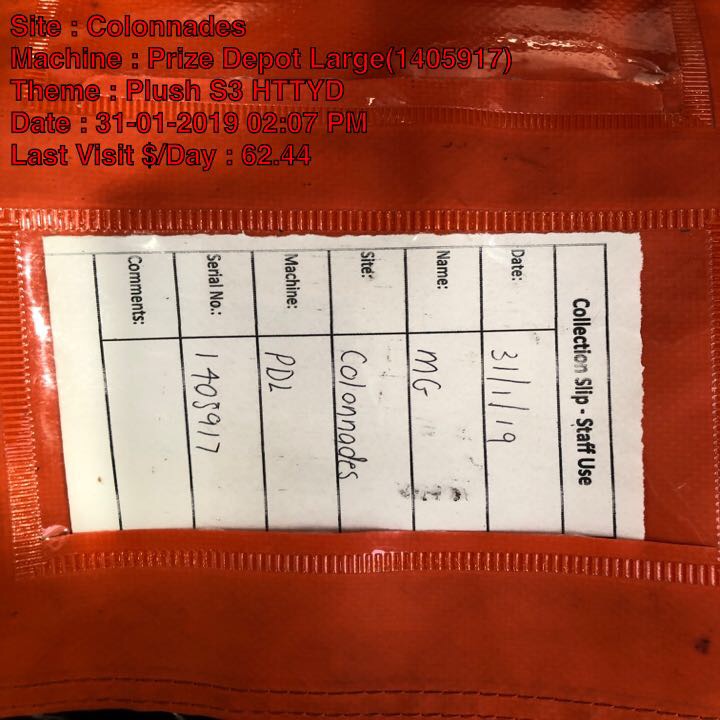 Site : Colonnades
Machine : Prize Depot Large(1405917)
Theme : Plush S3 HTTYD
Date : 31-01-2019 02:07 PM
Last Visit $/Day : 62.44
Collection Slip - Staff Use
Date: 31/1/19
Name: MG
Site: Colonnades
Machine: PDL
Serial No.: 1405917
Comments: